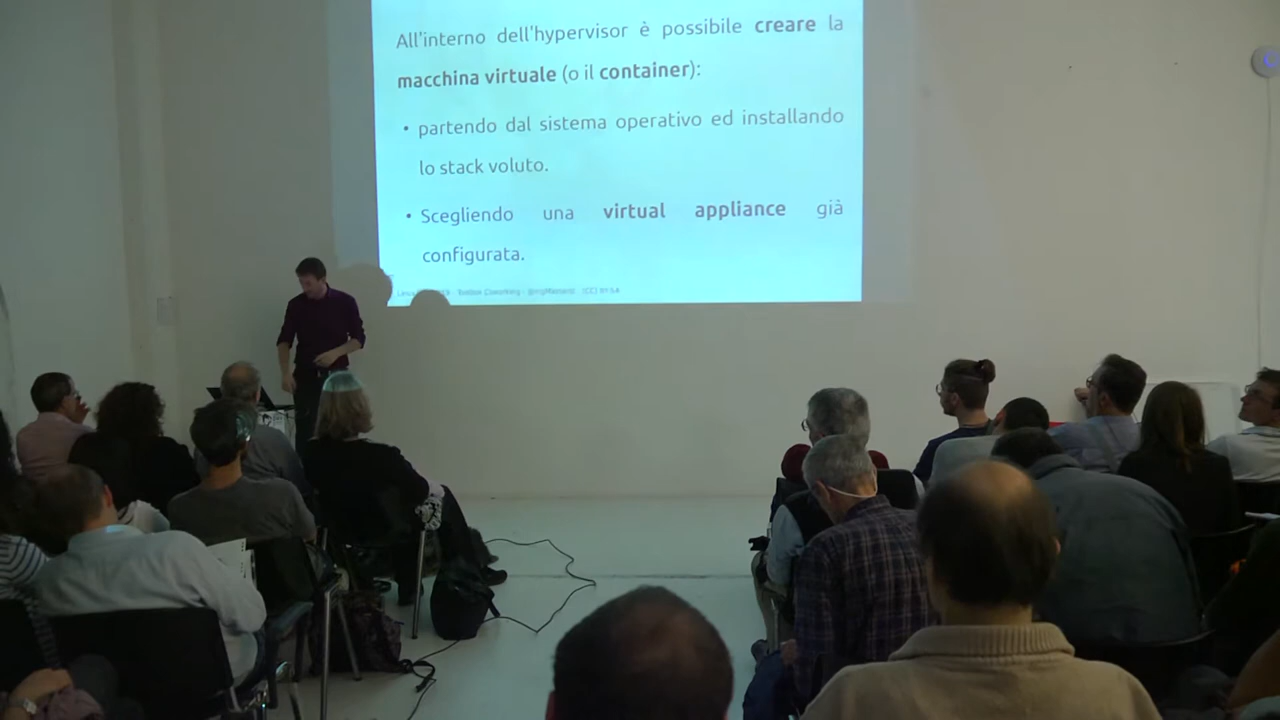 All'interno dell'hypervisor è possibile creare la
macchina virtuale (o il container):
• partendo dal sistema operativo ed installando
lo stack voluto.
• Scegliendo una virtual appliance già
configurata.